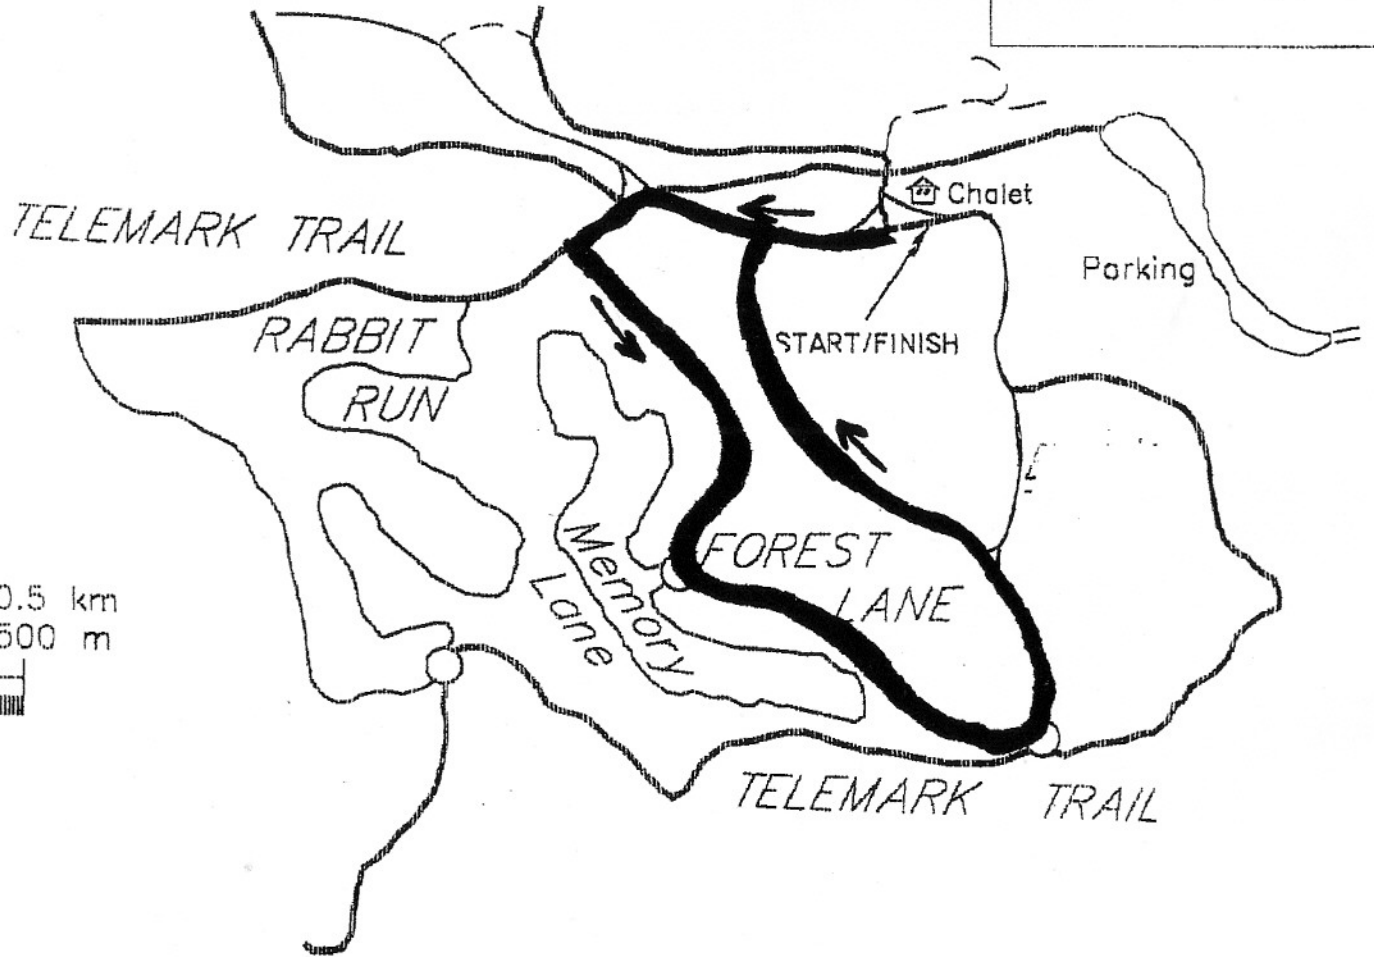 Chalet
TELEMARK TRAIL
Parking
RABBIT
RUN
START/FINISH
FOREST
LANE
Memory
Lane
0.5 km
500 m
TELEMARK TRAIL